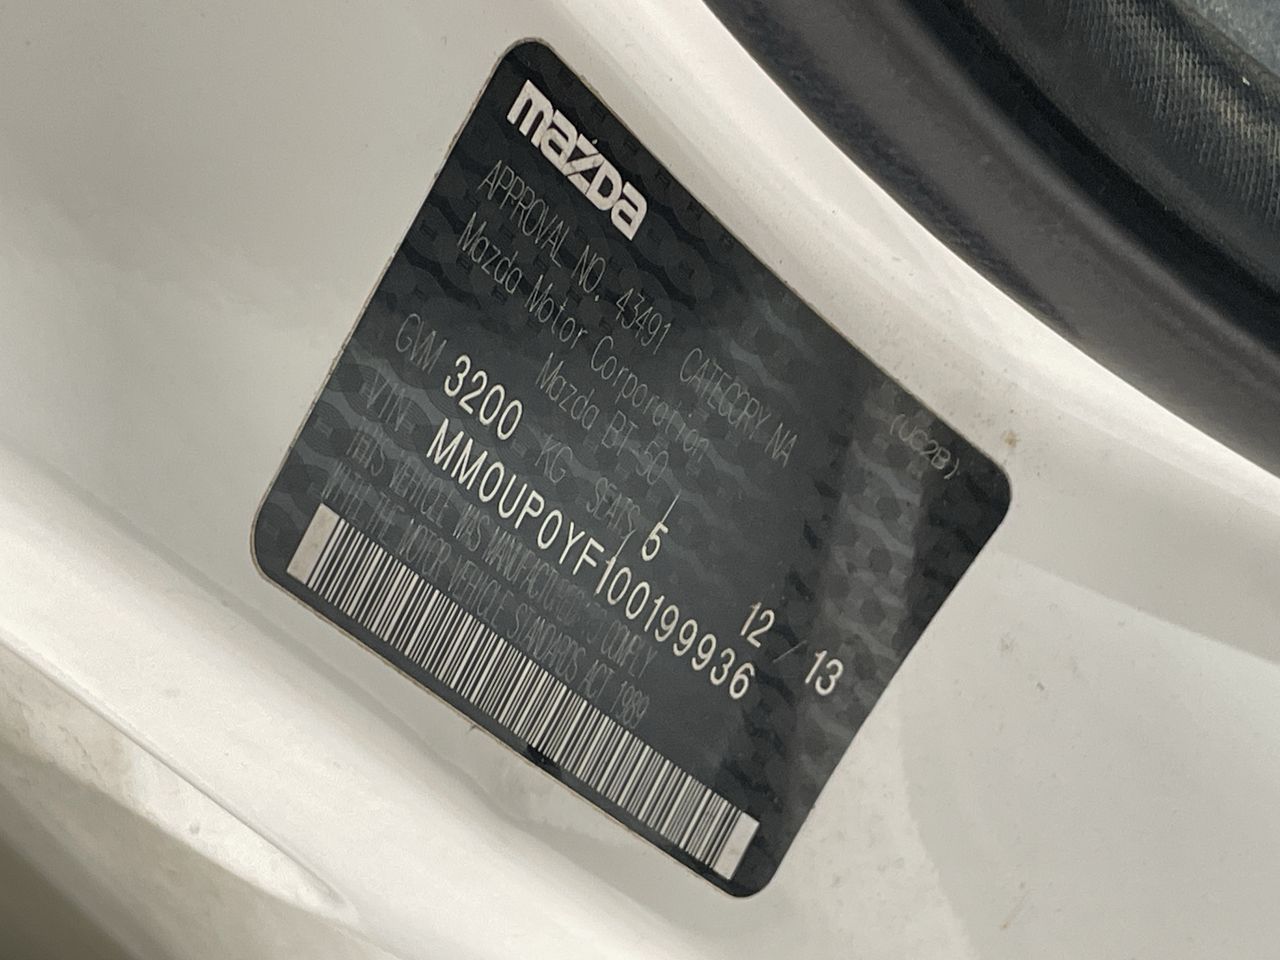 mazda
APPROVAL NO. 43491 CATEGORY NA (UC2B)
Mazda Motor Corporation
Mazda BT-50
GVM 3200 KG SEATS 5 12 / 13
VIN MM0UP0YF100199936
THIS VEHICLE WAS MANUFACTURED TO COMPLY
WITH THE MOTOR VEHICLE STANDARDS ACT 1989